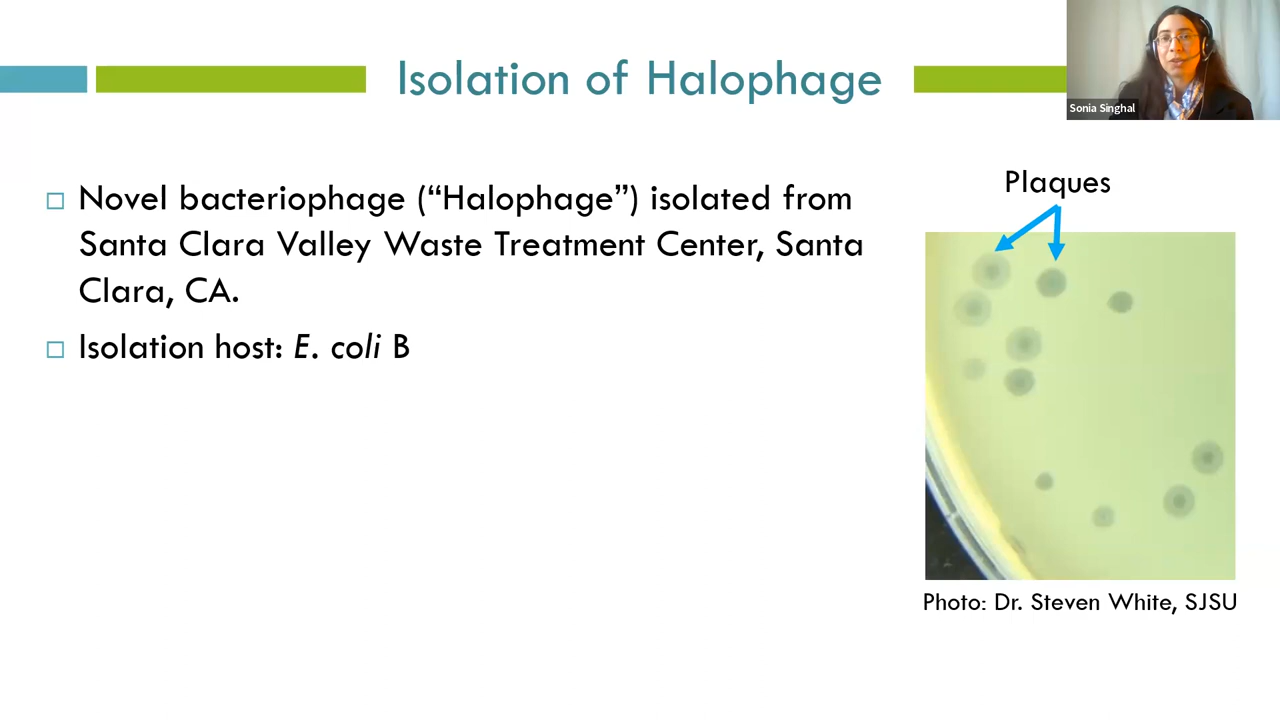 Isolation of Halophage
Sonia Singhal
Novel bacteriophage (“Halophage”) isolated from
Santa Clara Valley Waste Treatment Center, Santa
Clara, CA.
Isolation host: E. coli B
Plaques
Photo: Dr. Steven White, SJSU